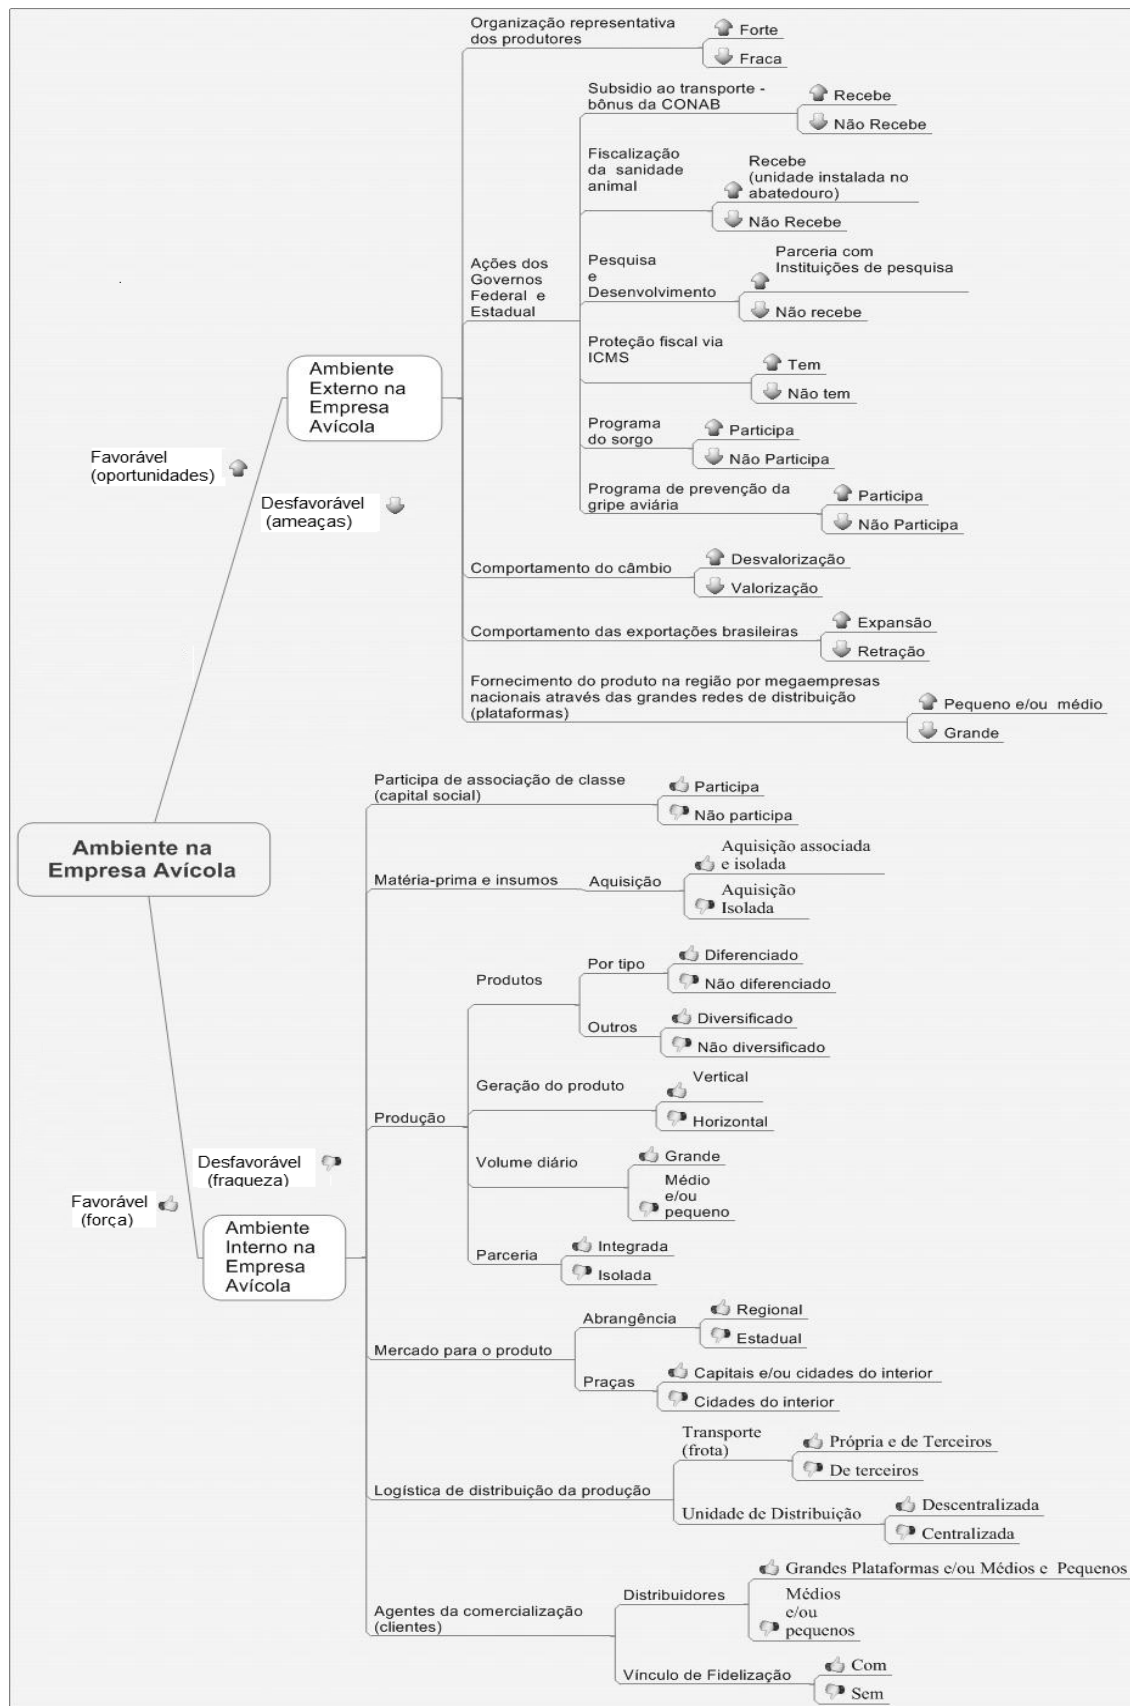 Organização representativa
dos produtores
Forte
Fraca
Subsidio ao transporte -
bônus da CONAB
Recebe
Não Recebe
Fiscalização
da sanidade
animal
Recebe
(unidade instalada no
abatedouro)
Não Recebe
Ações dos
Governos
Federal e
Estadual
Pesquisa
e
Desenvolvimento
Parceria com
Instituições de pesquisa
Não recebe
Proteção fiscal via
ICMS
Tem
Não tem
Programa
do sorgo
Participa
Não Participa
Programa de prevenção da
gripe aviária
Participa
Não Participa
Ambiente
Externo na
Empresa
Avícola
Favorável
(oportunidades)
Desfavorável
(ameaças)
Comportamento do câmbio
Desvalorização
Valorização
Comportamento das exportações brasileiras
Expansão
Retração
Fornecimento do produto na região por megaempresas
nacionais através das grandes redes de distribuição
(plataformas)
Pequeno e/ou médio
Grande
Ambiente na
Empresa Avícola
Participa de associação de classe
(capital social)
Participa
Não participa
Matéria-prima e insumos
Aquisição
Aquisição associada
e isolada
Aquisição
Isolada
Produção
Produtos
Por tipo
Diferenciado
Não diferenciado
Outros
Diversificado
Não diversificado
Geração do produto
Vertical
Horizontal
Volume diário
Grande
Médio
e/ou
pequeno
Parceria
Integrada
Isolada
Desfavorável
(fraqueza)
Favorável
(força)
Ambiente
Interno na
Empresa
Avícola
Mercado para o produto
Abrangência
Regional
Estadual
Praças
Capitais e/ou cidades do interior
Cidades do interior
Logística de distribuição da produção
Transporte
(frota)
Própria e de Terceiros
De terceiros
Unidade de Distribuição
Descentralizada
Centralizada
Agentes da comercialização
(clientes)
Distribuidores
Grandes Plataformas e/ou Médios e Pequenos
Médios
e/ou
pequenos
Vínculo de Fidelização
Com
Sem